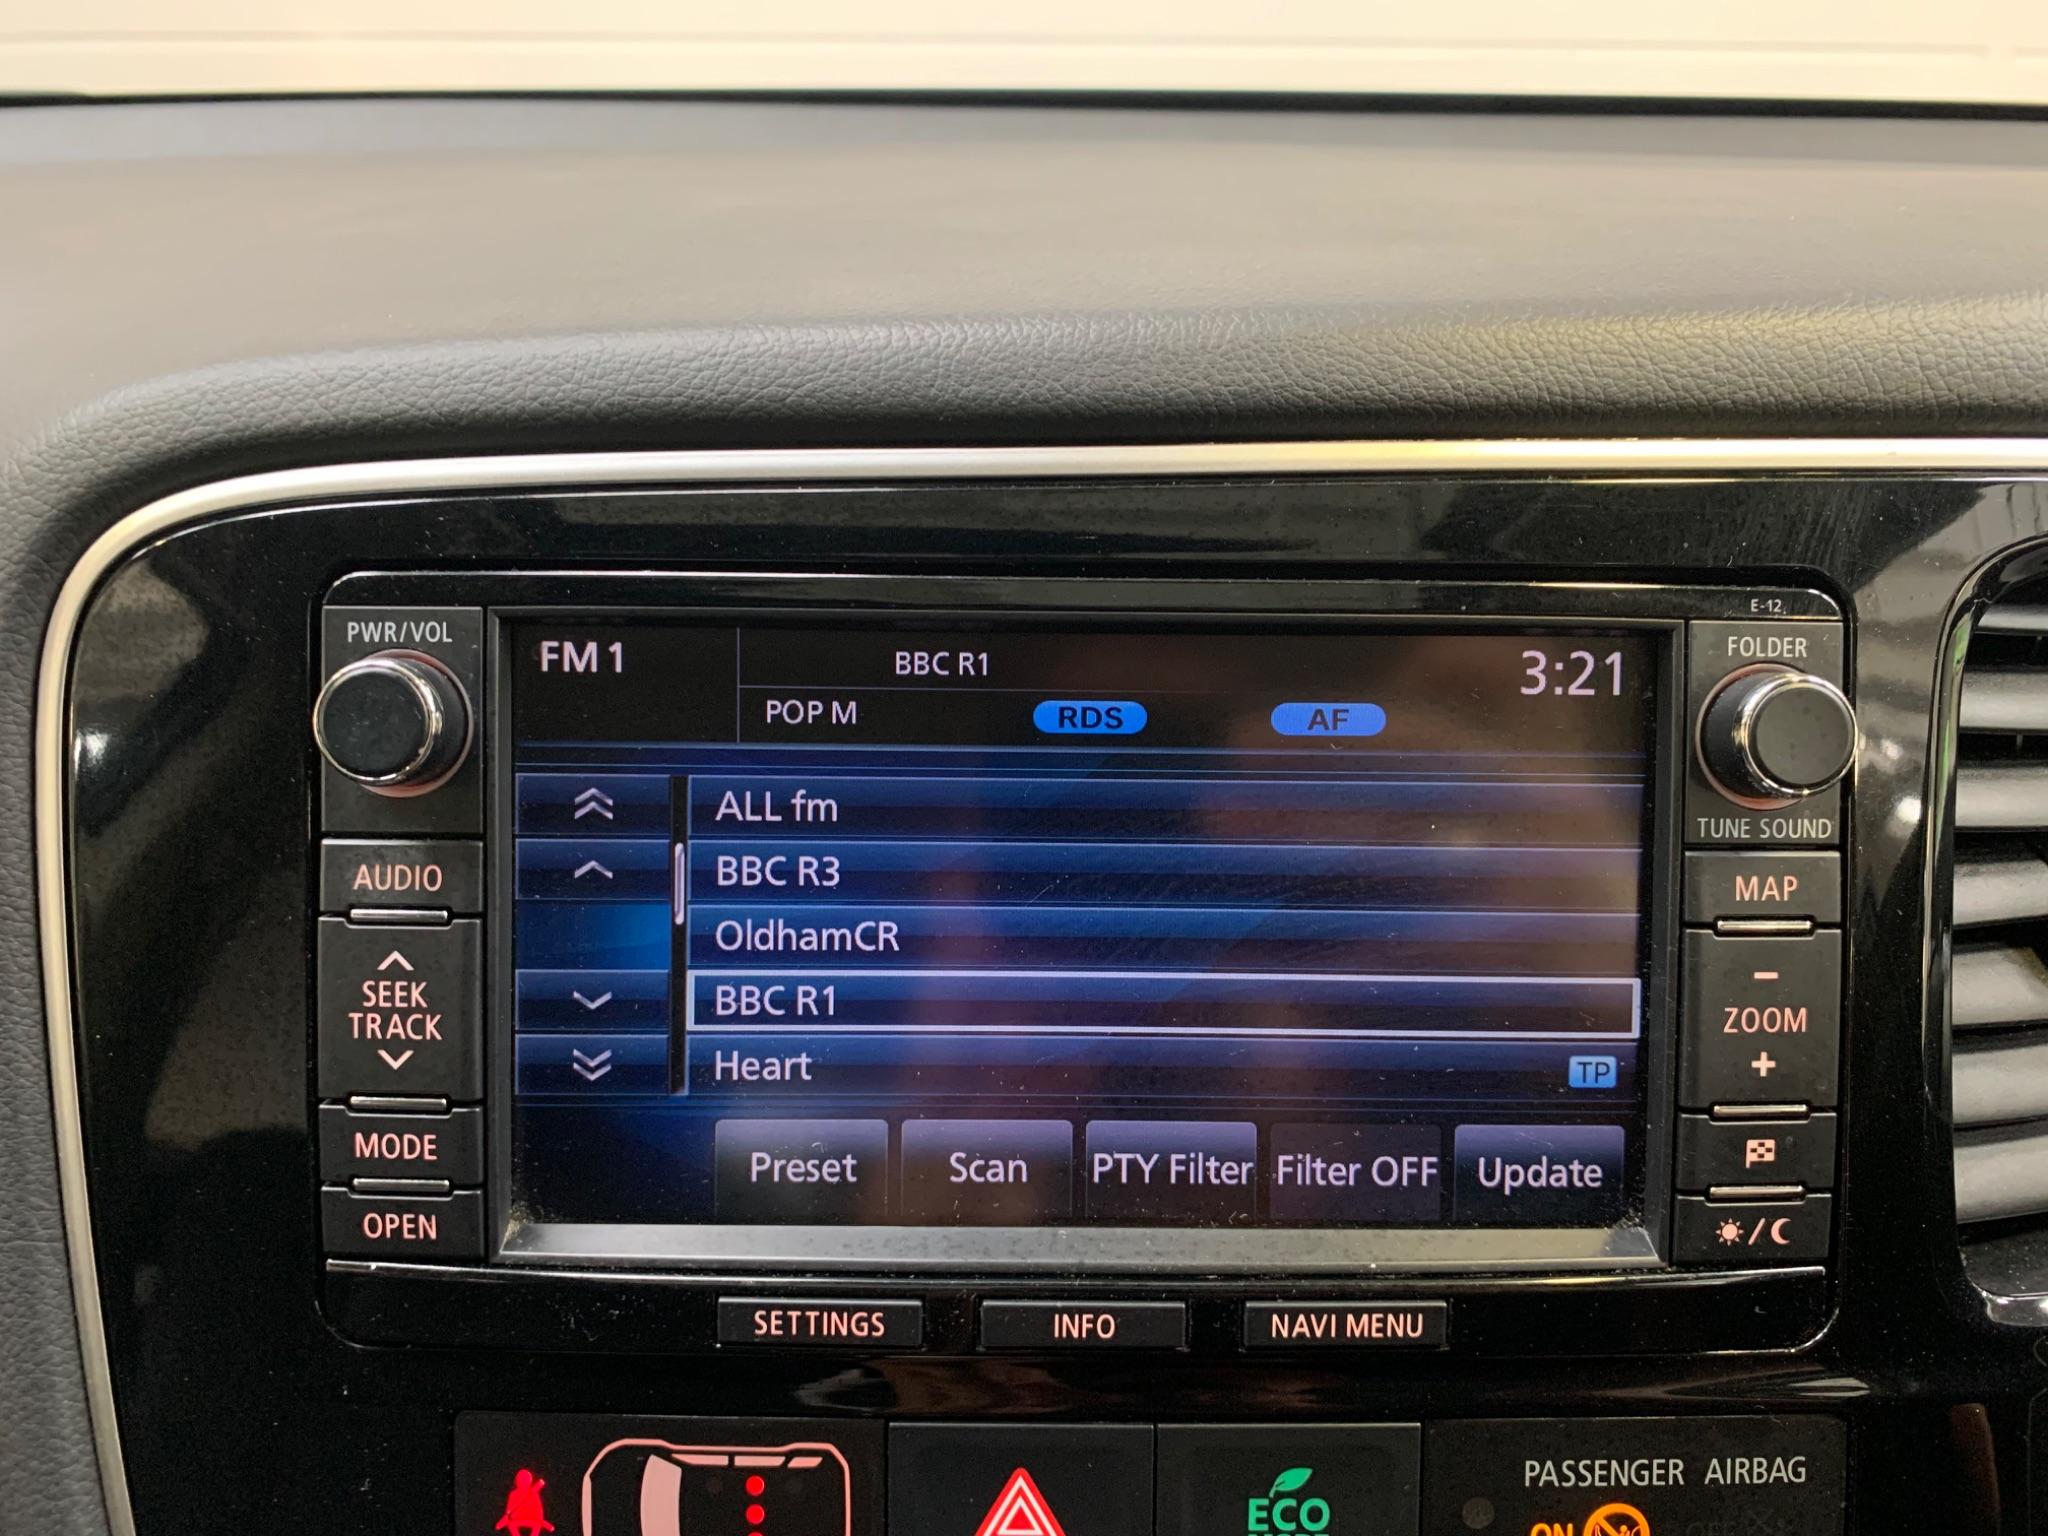 E-12
PWR/VOL
FM 1
BBC R1
3:21
FOLDER
POP M
RDS
AF
ALL fm
TUNE SOUND
AUDIO
BBC R3
MAP
OldhamCR
SEEK
TRACK
BBC R1
ZOOM
Heart
TP
MODE
Preset
Scan
PTY Filter
Filter OFF
Update
OPEN
SETTINGS
INFO
NAVI MENU
PASSENGER AIRBAG
ECO
MODE
ON